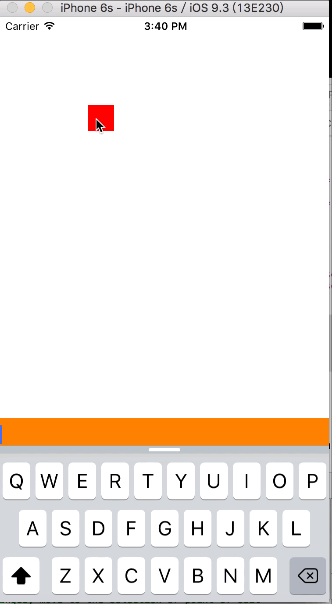 iPhone 6s - iPhone 6s / iOS 9.3 (13E230)
Carrier 3:40 PM
Q W E R T Y U I O P
A S D F G H J K L
Z X C V B N M